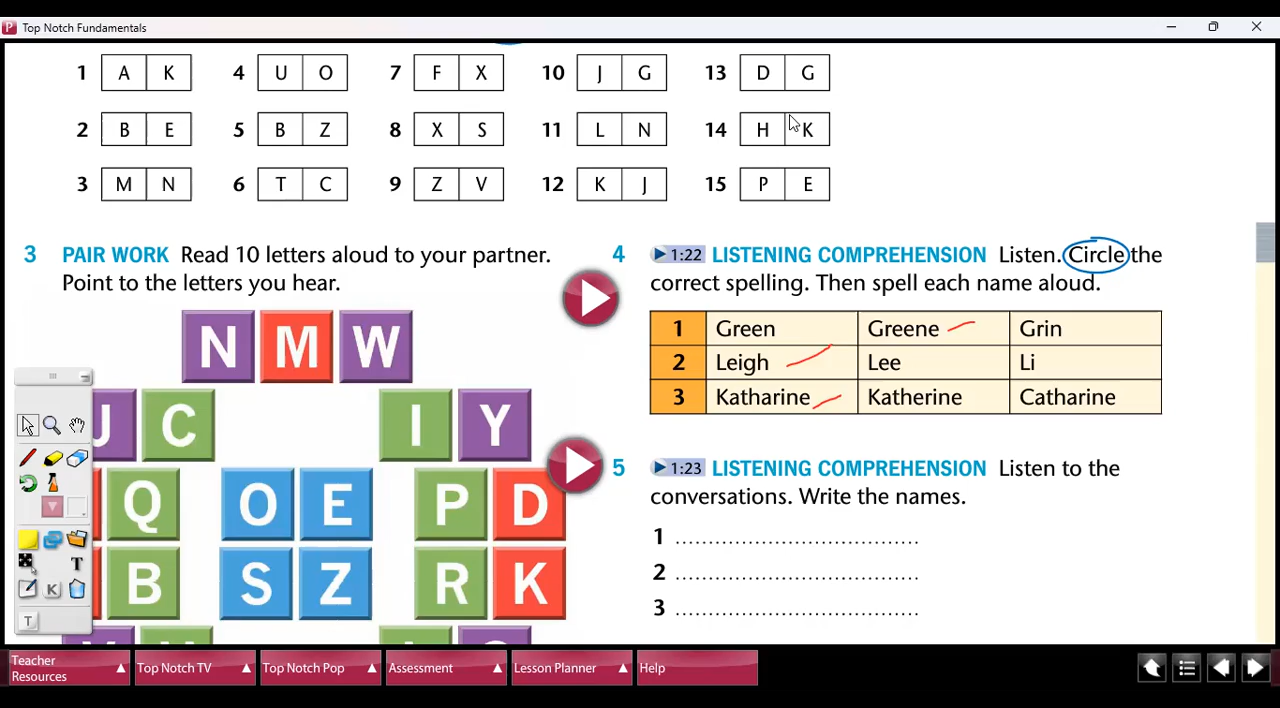 Top Notch Fundamentals
1 A K 4 U O 7 F X 10 J G 13 D G
2 B E 5 B Z 8 X S 11 L N 14 H K
3 M N 6 T C 9 Z V 12 K J 15 P E
3 PAIR WORK Read 10 letters aloud to your partner.
Point to the letters you hear.
N M W
J C I Y
Q O E P D
B S Z R K
4 1:22 LISTENING COMPREHENSION Listen. Circle the
correct spelling. Then spell each name aloud.
1 Green Greene Grin
2 Leigh Lee Li
3 Katharine Katherine Catharine
5 1:23 LISTENING COMPREHENSION Listen to the
conversations. Write the names.
1 ....................................
2 ....................................
3 ....................................
T
K
T
Teacher
Resources
Top Notch TV
Top Notch Pop
Assessment
Lesson Planner
Help